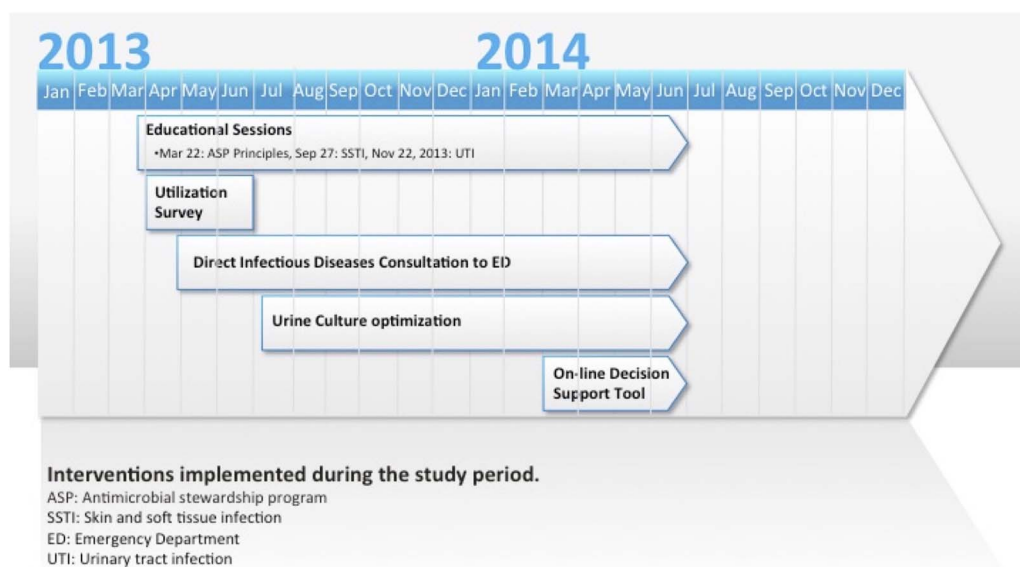 2013 2014
Jan Feb Mar Apr May Jun Jul Aug Sep Oct Nov Dec Jan Feb Mar Apr May Jun Jul Aug Sep Oct Nov Dec
Educational Sessions
•Mar 22: ASP Principles, Sep 27: SSTI, Nov 22, 2013: UTI
Utilization
Survey
Direct Infectious Diseases Consultation to ED
Urine Culture optimization
On-line Decision
Support Tool
Interventions implemented during the study period.
ASP: Antimicrobial stewardship program
SSTI: Skin and soft tissue infection
ED: Emergency Department
UTI: Urinary tract infection